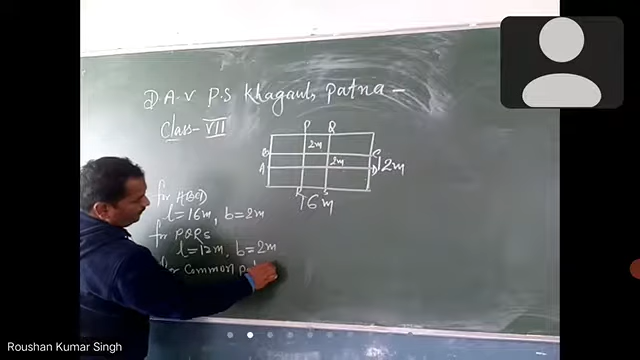 D.A.V P.S Khagaul, Patna -
Class- VII
P Q
2m
B C
2m
A D
12m
R S
16m
for ABCD
l = 16m, b = 2m
for PQRS
l = 12m, b = 2m
for common
Roushan Kumar Singh